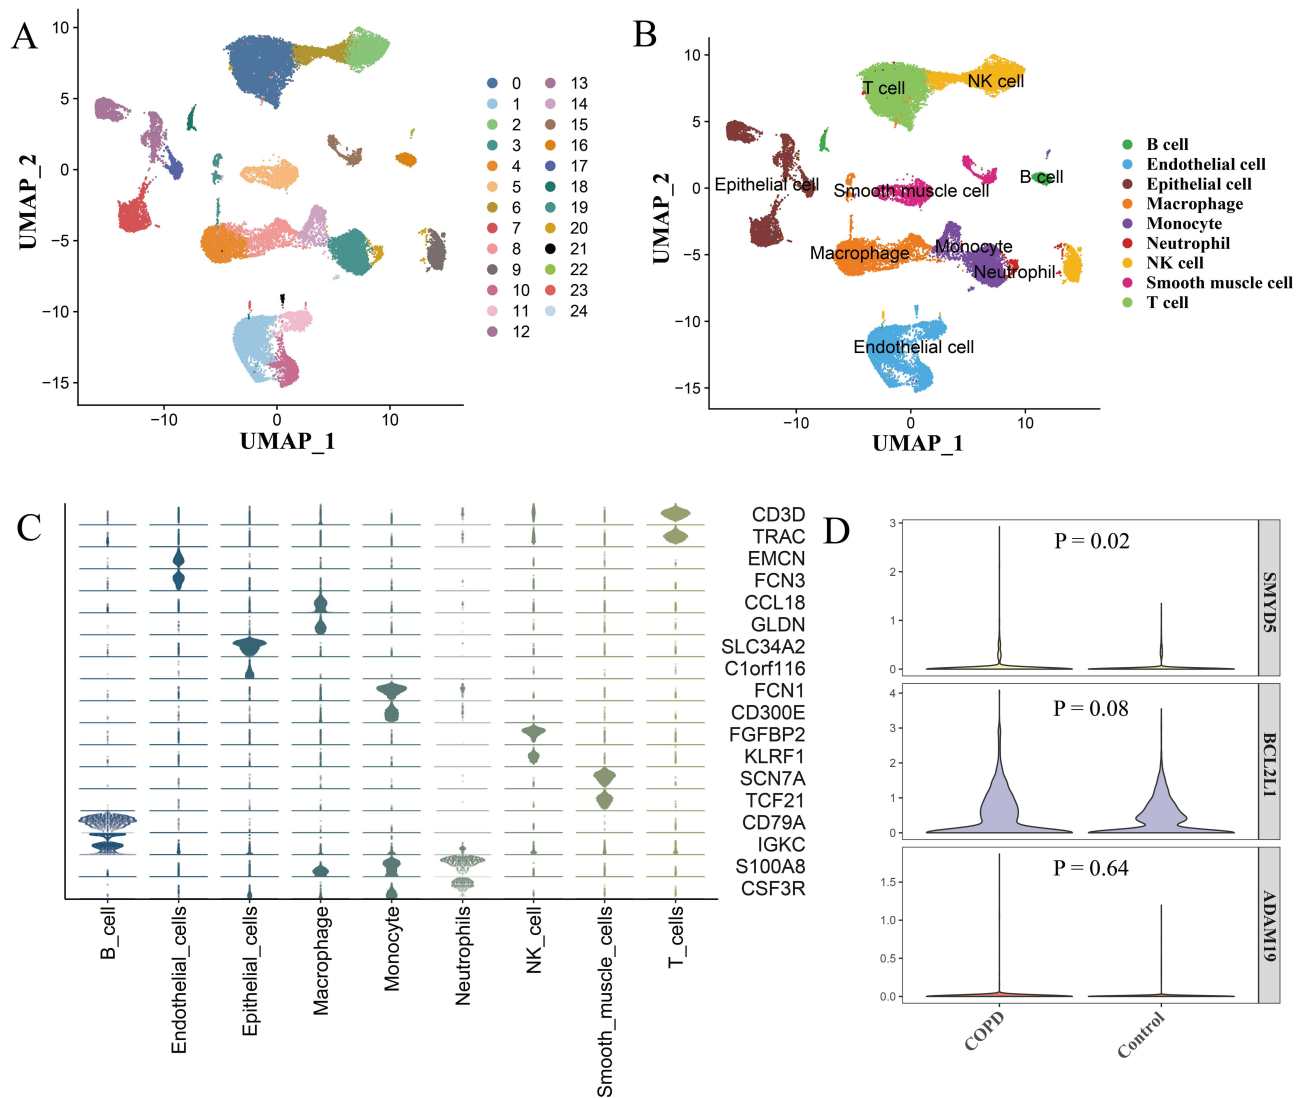 A
10
5
0
−5
−10
−15
−10
0
10
UMAP_2
UMAP_1
0
1
2
3
4
5
6
7
8
9
10
11
12
13
14
15
16
17
18
19
20
21
22
23
24
B
10
5
0
−5
−10
−15
−10
0
10
UMAP_2
UMAP_1
T cell
NK cell
Epithelial cell
Smooth muscle cell
B cell
Macrophage
Monocyte
Neutrophil
Endothelial cell
B cell
Endothelial cell
Epithelial cell
Macrophage
Monocyte
Neutrophil
NK cell
Smooth muscle cell
T cell
C
CD3D
TRAC
EMCN
FCN3
CCL18
GLDN
SLC34A2
C1orf116
FCN1
CD300E
FGFBP2
KLRF1
SCN7A
TCF21
CD79A
IGKC
S100A8
CSF3R
B_cell
Endothelial_cells
Epithelial_cells
Macrophage
Monocyte
Neutrophils
NK_cell
Smooth_muscle_cells
T_cells
D
3
2
1
0
P = 0.02
SMYD5
4
3
2
1
0
P = 0.08
BCL2L1
1.5
1.0
0.5
0.0
P = 0.64
ADAM19
COPD
Control